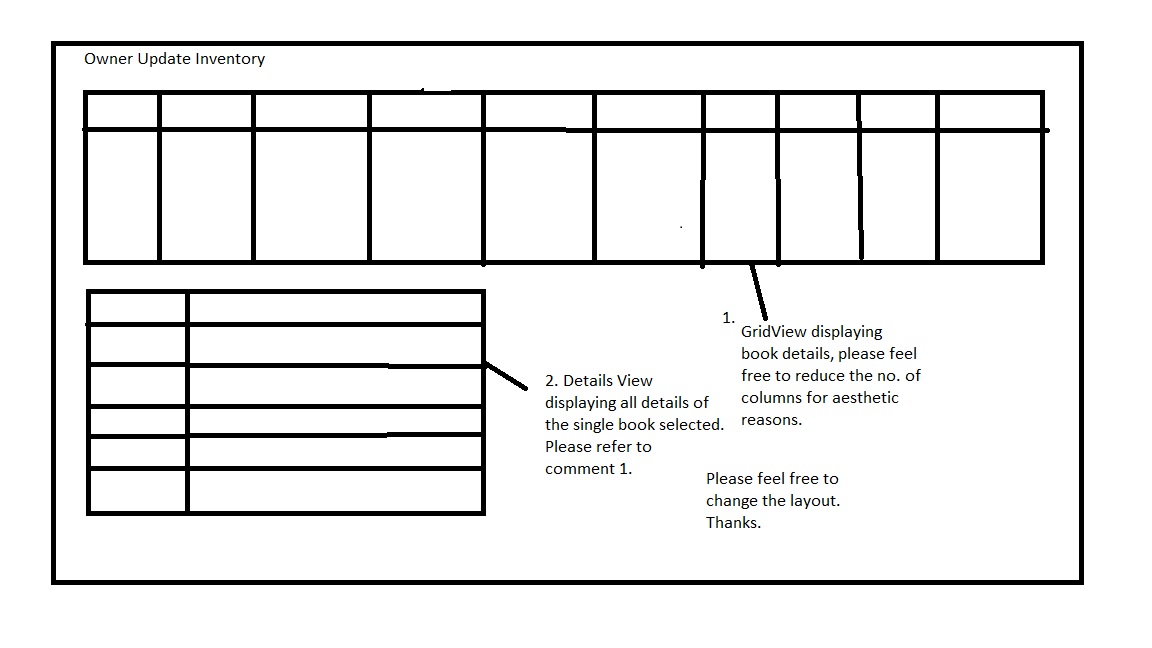 Owner Update Inventory
1.
GridView displaying
book details, please feel
free to reduce the no. of
columns for aesthetic
reasons.
2. Details View
displaying all details of
the single book selected.
Please refer to
comment 1.
Please feel free to
change the layout.
Thanks.